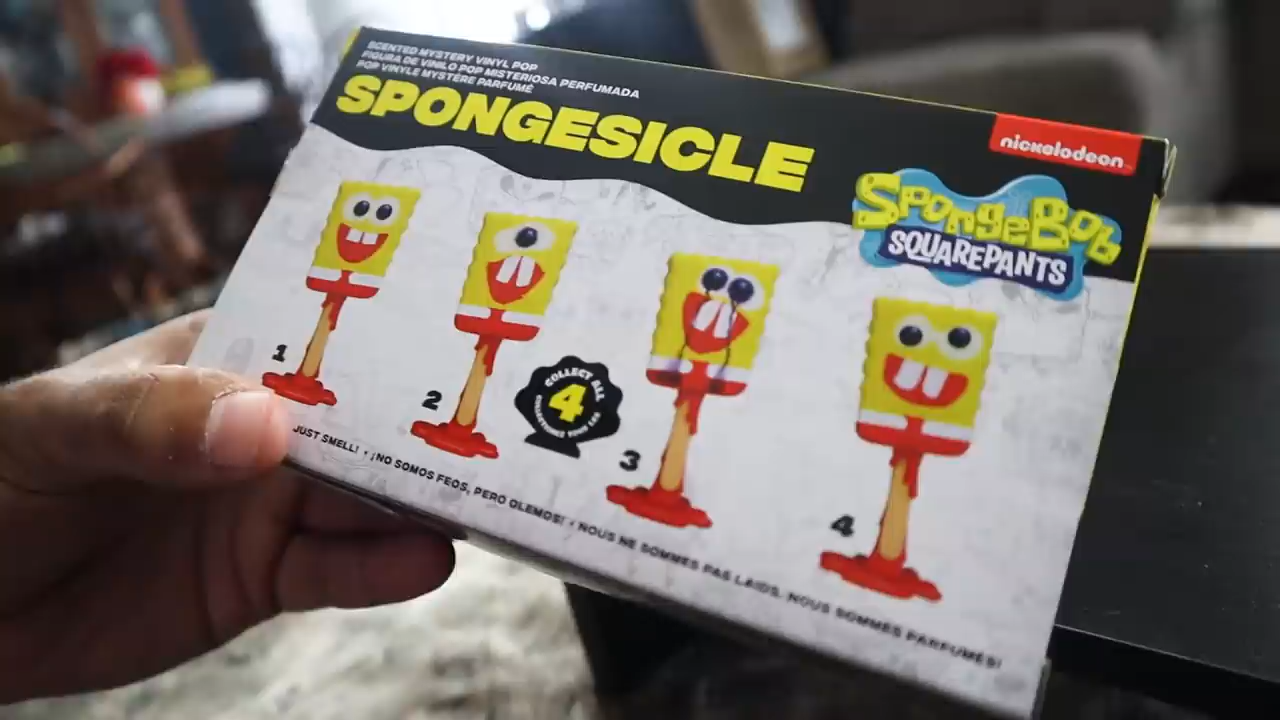 SCENTED MYSTERY VINYL POP
FIGURA DE VINILO POP MISTERIOSA PERFUMADA
POP VINYLE MYSTÈRE PARFUMÉ
SPONGESICLE
nickelodeon
SPONGEBOB
SQUAREPANTS
1
2
COLLECT ALL
4
3
4
JUST SMELL! • ¡NO SOMOS FEOS, PERO OLEMOS! • NOUS NE SOMMES PAS LAIDS, NOUS SOMMES PARFUMÉS!